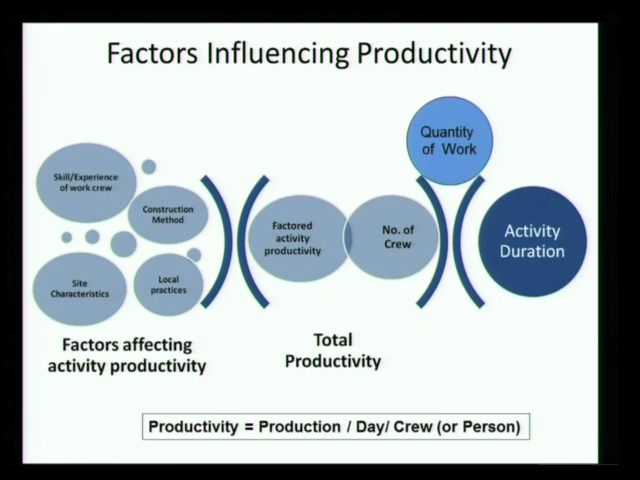 Factors Influencing Productivity
Quantity
of Work
Skill/Experience
of work crew
Construction
Method
Site
Characteristics
Local
practices
Factored
activity
productivity
No. of
Crew
Activity
Duration
Factors affecting
activity productivity
Total
Productivity
Productivity = Production / Day/ Crew (or Person)